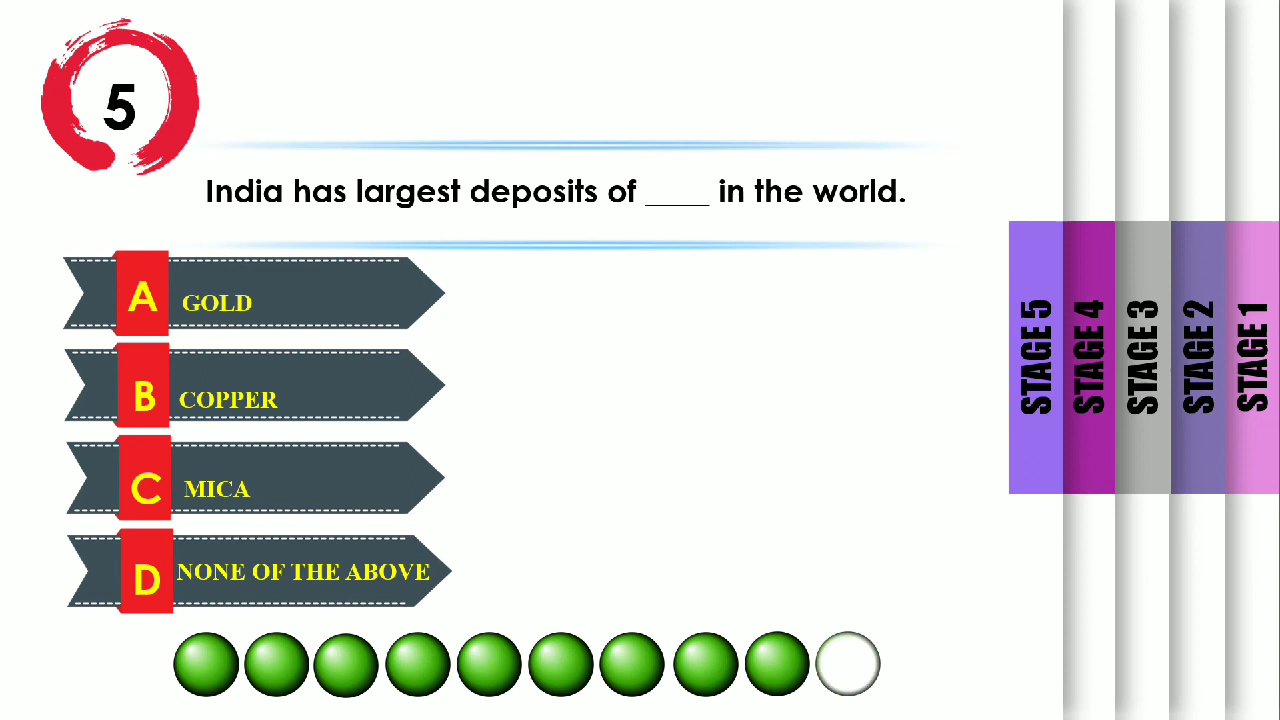 5
India has largest deposits of ____ in the world.
A GOLD
B COPPER
C MICA
D NONE OF THE ABOVE
STAGE 5
STAGE 4
STAGE 3
STAGE 2
STAGE 1